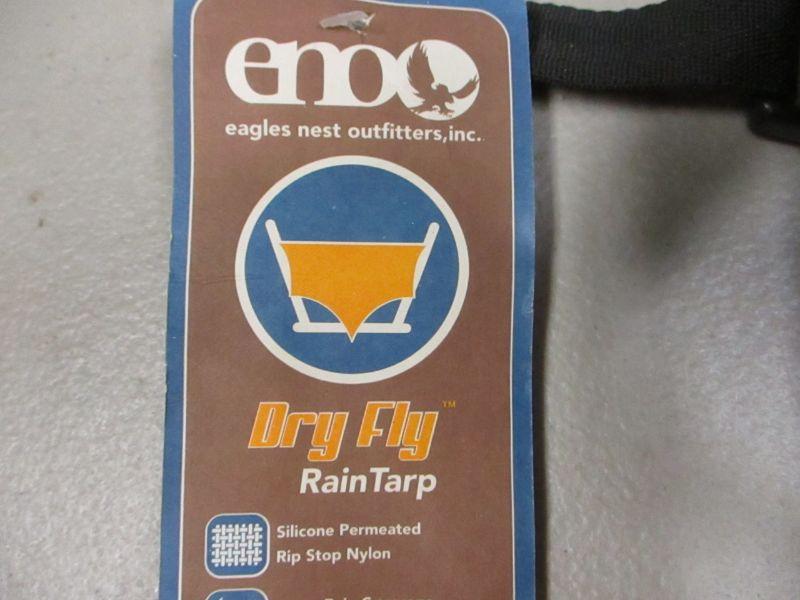 eno
eagles nest outfitters,inc.
Dry Fly™
RainTarp
Silicone Permeated
Rip Stop Nylon